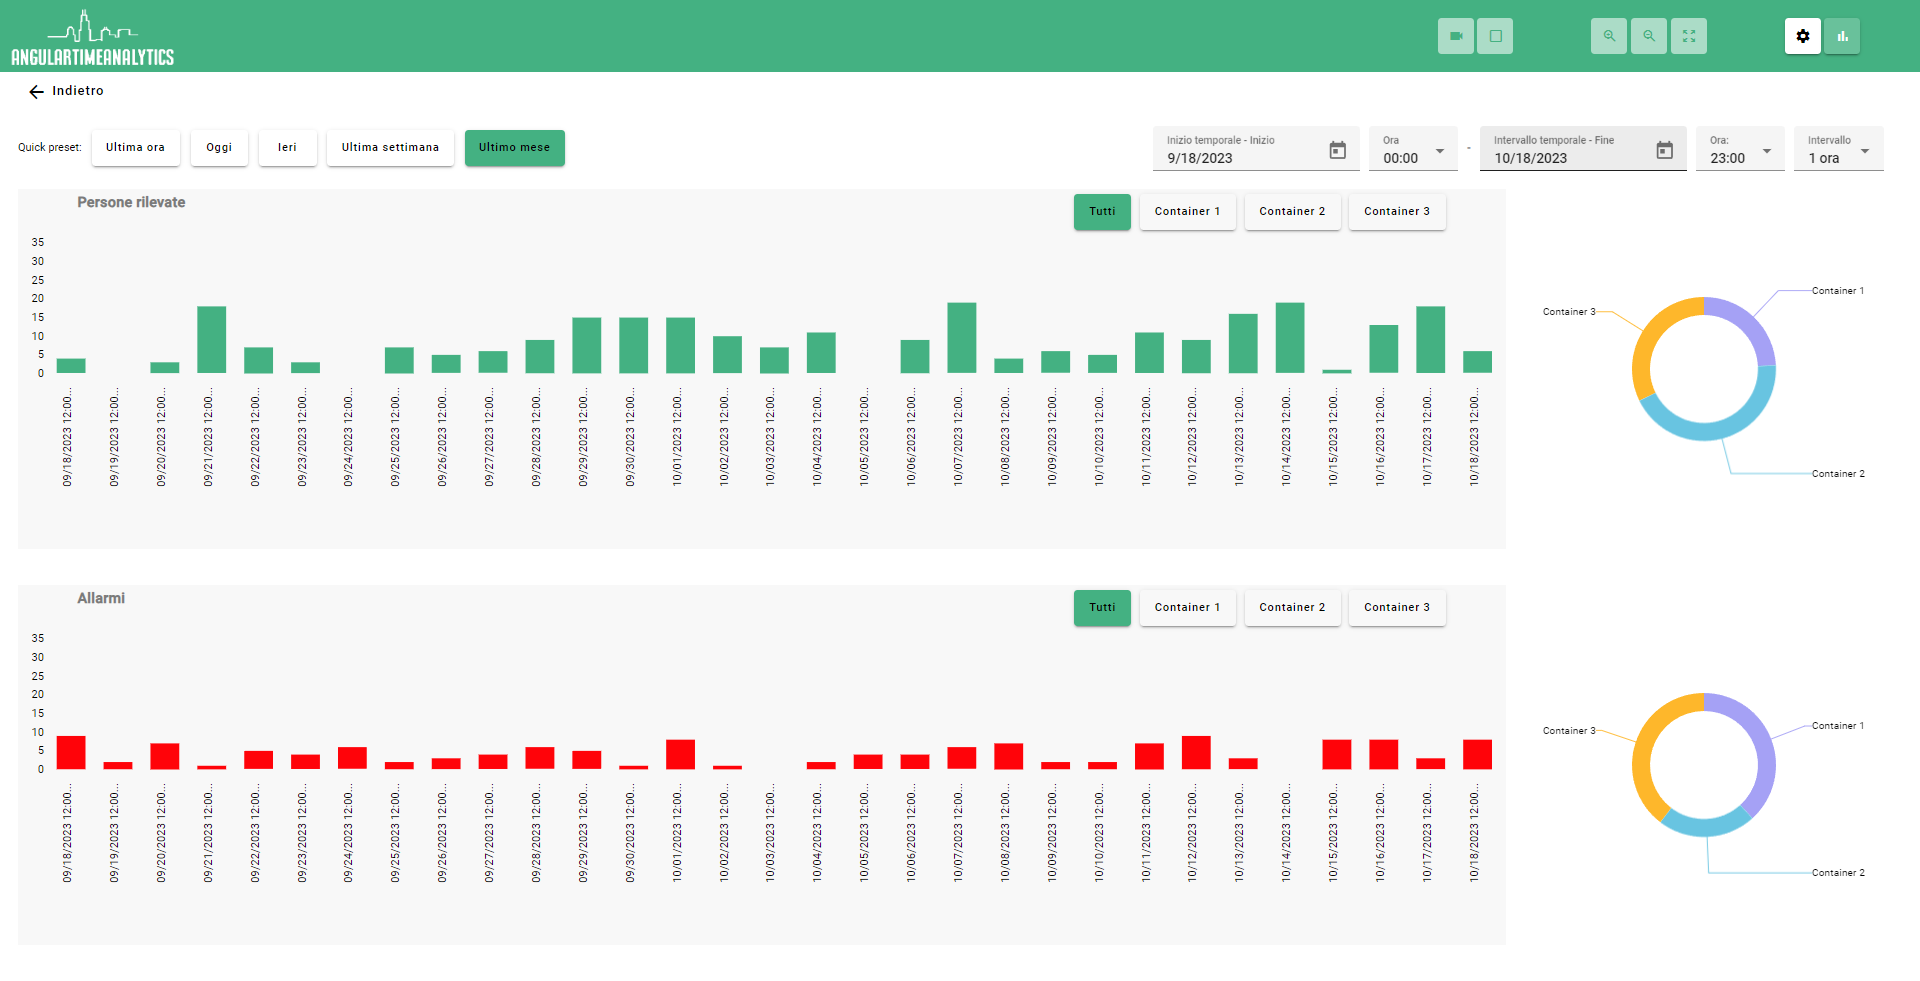 ANGULARTIMEANALYTICS
Indietro
Quick preset:
Ultima ora
Oggi
Ieri
Ultima settimana
Ultimo mese
Inizio temporale - Inizio
9/18/2023
Ora
00:00
-
Intervallo temporale - Fine
10/18/2023
Ora:
23:00
Intervallo
1 ora
Persone rilevate
Tutti
Container 1
Container 2
Container 3
35
30
25
20
15
10
5
0
09/18/2023 12:00...
09/19/2023 12:00...
09/20/2023 12:00...
09/21/2023 12:00...
09/22/2023 12:00...
09/23/2023 12:00...
09/24/2023 12:00...
09/25/2023 12:00...
09/26/2023 12:00...
09/27/2023 12:00...
09/28/2023 12:00...
09/29/2023 12:00...
09/30/2023 12:00...
10/01/2023 12:00...
10/02/2023 12:00...
10/03/2023 12:00...
10/04/2023 12:00...
10/05/2023 12:00...
10/06/2023 12:00...
10/07/2023 12:00...
10/08/2023 12:00...
10/09/2023 12:00...
10/10/2023 12:00...
10/11/2023 12:00...
10/12/2023 12:00...
10/13/2023 12:00...
10/14/2023 12:00...
10/15/2023 12:00...
10/16/2023 12:00...
10/17/2023 12:00...
10/18/2023 12:00...
Container 1
Container 3
Container 2
Allarmi
Tutti
Container 1
Container 2
Container 3
35
30
25
20
15
10
5
0
09/18/2023 12:00...
09/19/2023 12:00...
09/20/2023 12:00...
09/21/2023 12:00...
09/22/2023 12:00...
09/23/2023 12:00...
09/24/2023 12:00...
09/25/2023 12:00...
09/26/2023 12:00...
09/27/2023 12:00...
09/28/2023 12:00...
09/29/2023 12:00...
09/30/2023 12:00...
10/01/2023 12:00...
10/02/2023 12:00...
10/03/2023 12:00...
10/04/2023 12:00...
10/05/2023 12:00...
10/06/2023 12:00...
10/07/2023 12:00...
10/08/2023 12:00...
10/09/2023 12:00...
10/10/2023 12:00...
10/11/2023 12:00...
10/12/2023 12:00...
10/13/2023 12:00...
10/14/2023 12:00...
10/15/2023 12:00...
10/16/2023 12:00...
10/17/2023 12:00...
10/18/2023 12:00...
Container 1
Container 3
Container 2